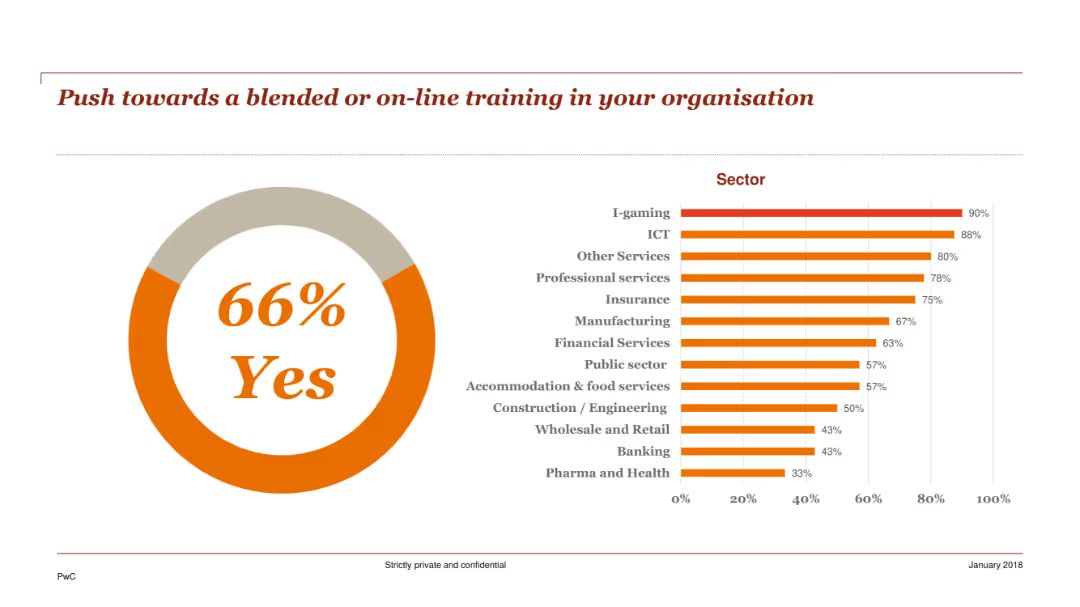 Push towards a blended or on-line training in your organisation
66%
Yes
Sector
I-gaming 90%
ICT 88%
Other Services 80%
Professional services 78%
Insurance 75%
Manufacturing 67%
Financial Services 63%
Public sector 57%
Accommodation & food services 57%
Construction / Engineering 50%
Wholesale and Retail 43%
Banking 43%
Pharma and Health 33%
0% 20% 40% 60% 80% 100%
Strictly private and confidential January 2018
PwC